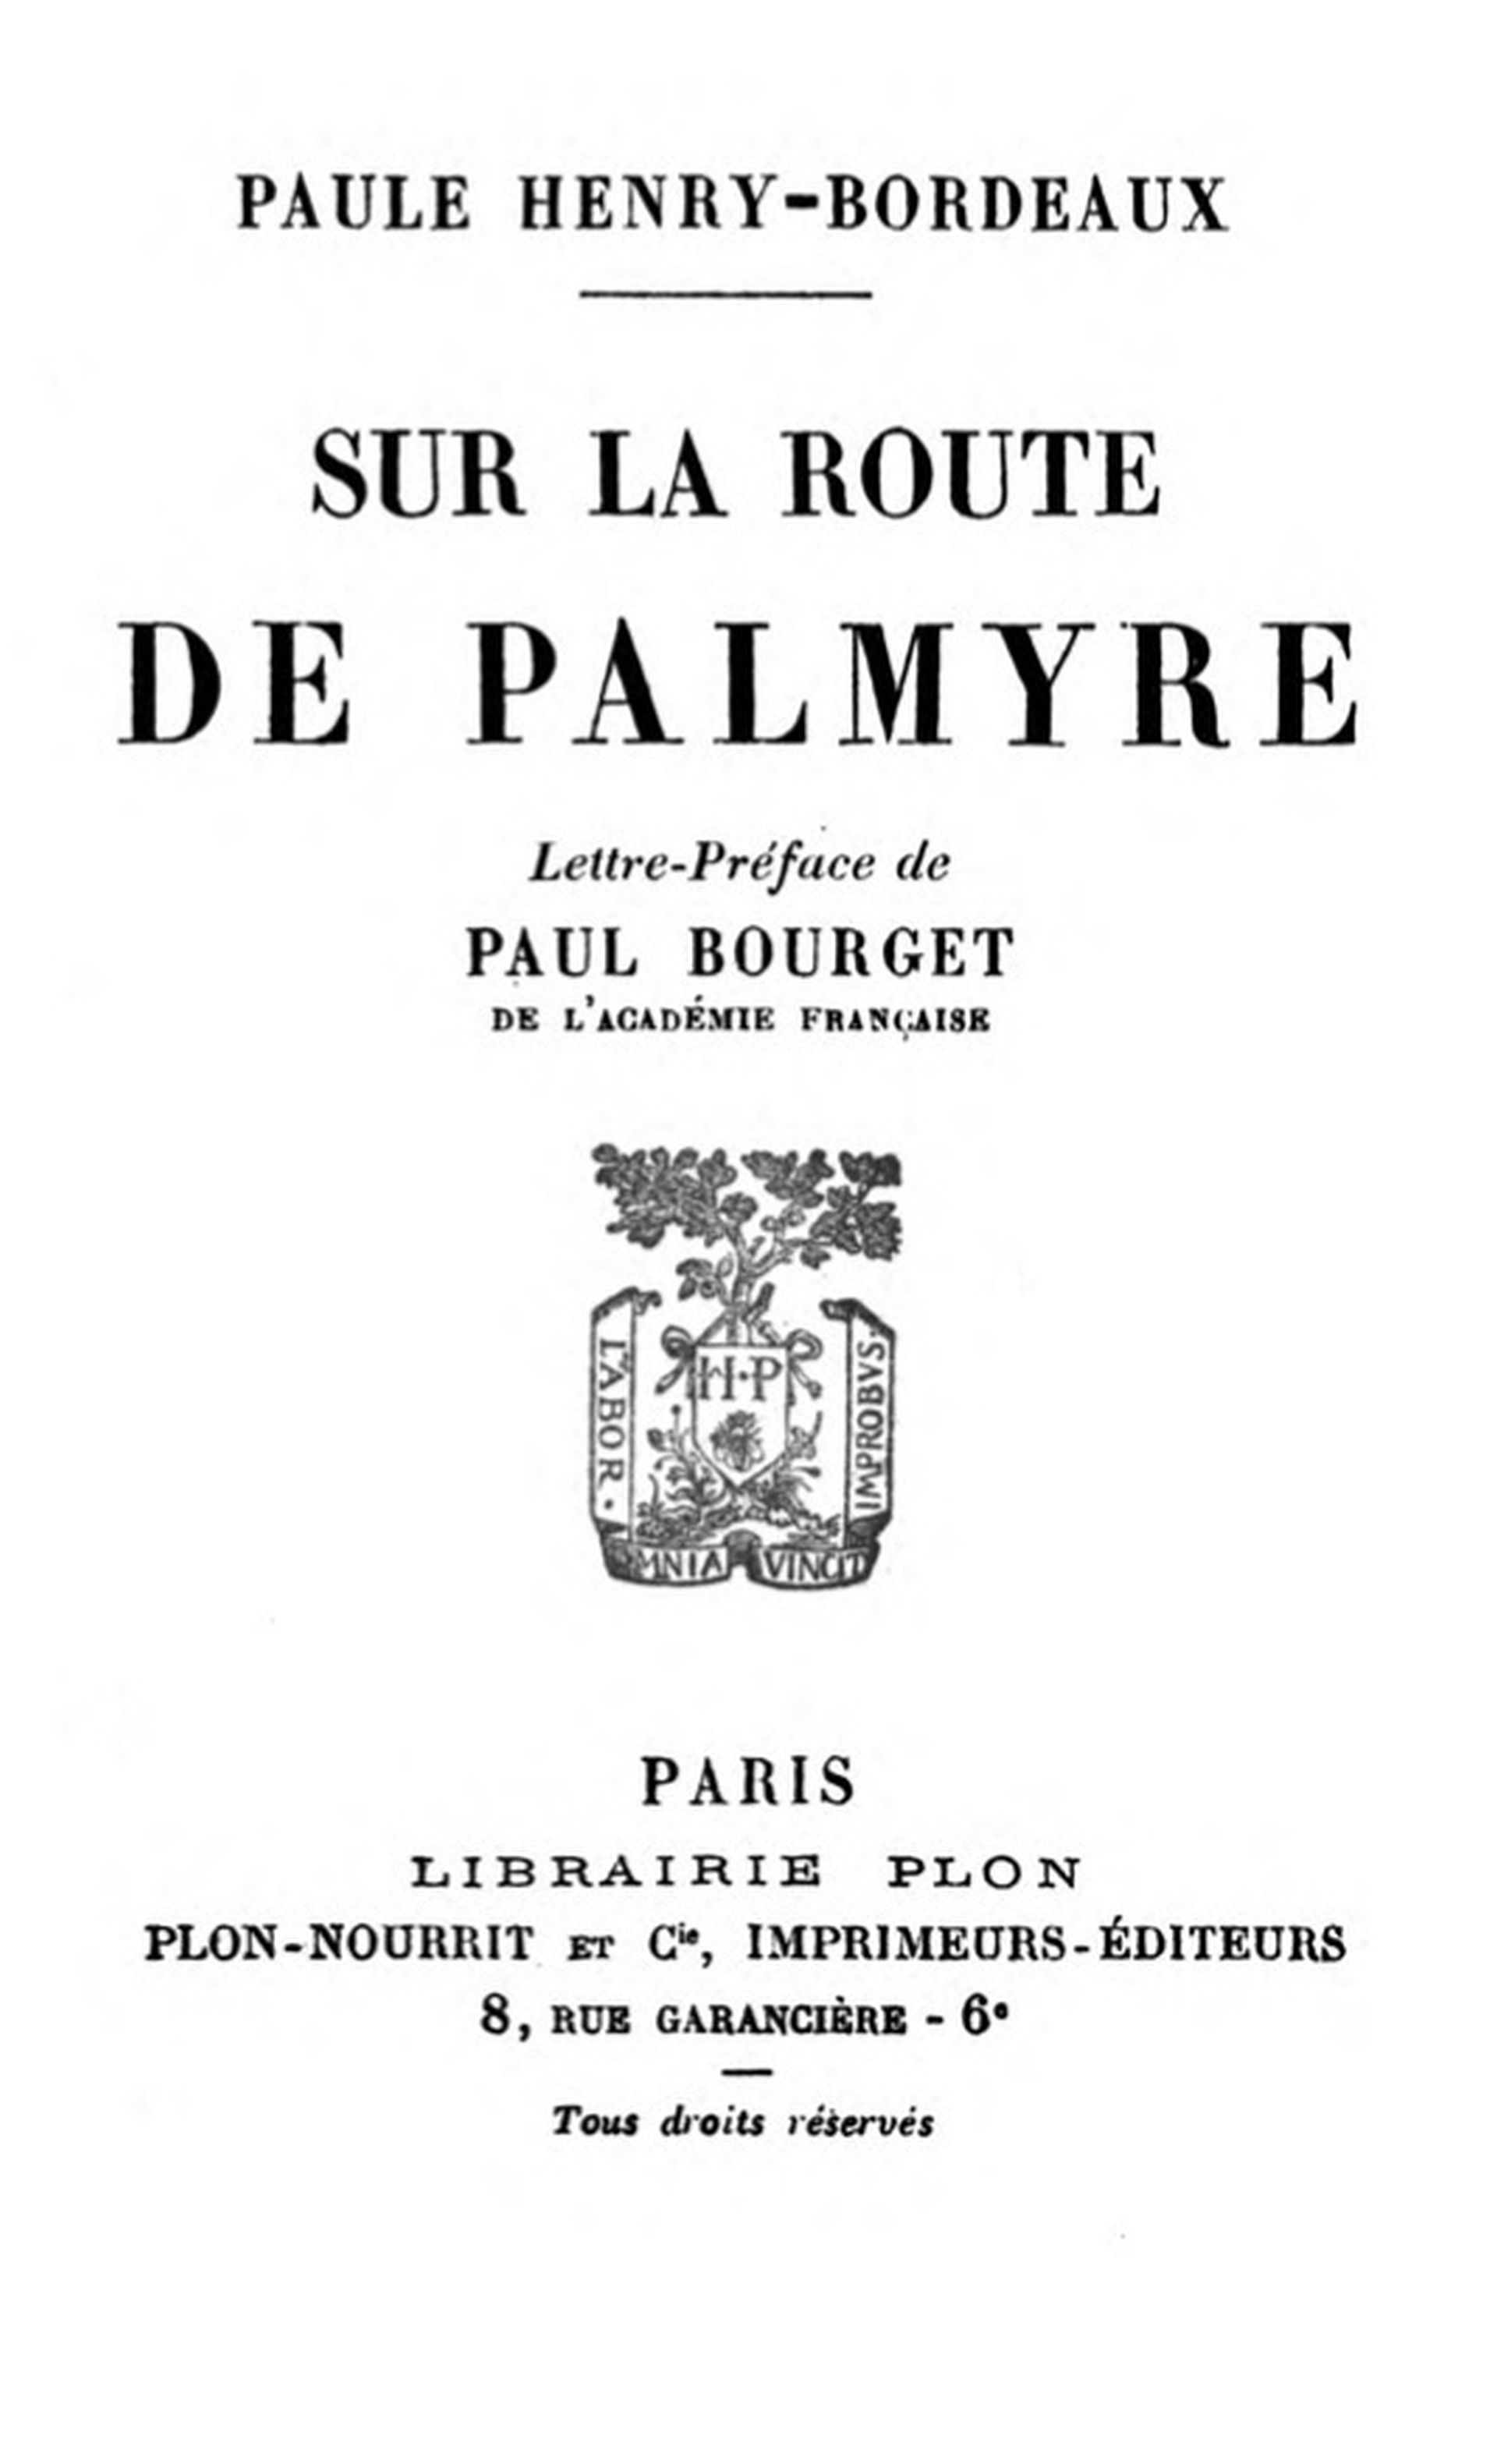 PAULE HENRY-BORDEAUX
SUR LA ROUTE
DE PALMYRE
Lettre-Préface de
PAUL BOURGET
DE L'ACADÉMIE FRANÇAISE
LABOR.
H.P
IMPROBVS.
OMNIA VINCIT
PARIS
LIBRAIRIE PLON
PLON-NOURRIT ET Cie, IMPRIMEURS-ÉDITEURS
8, RUE GARANCIÈRE - 6e
Tous droits réservés